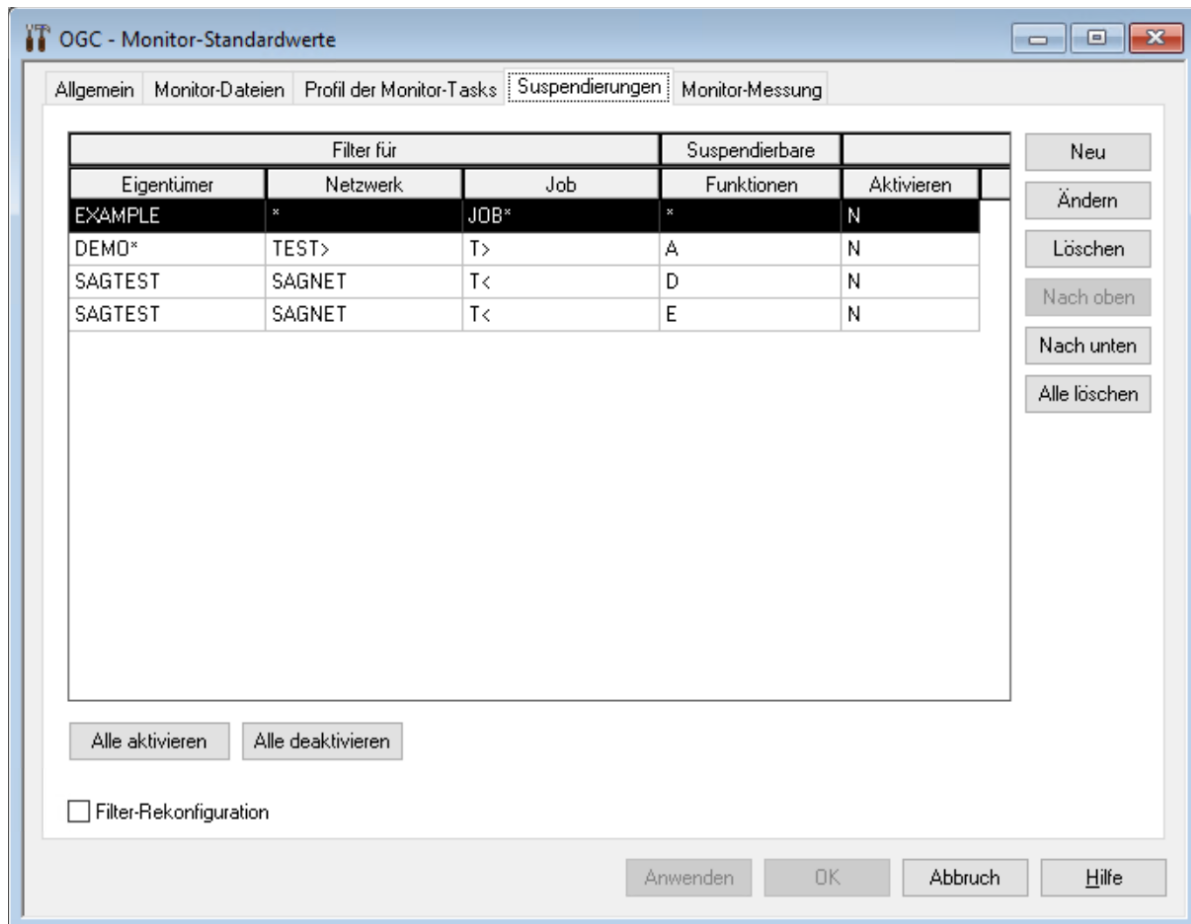 OGC - Monitor-Standardwerte
Allgemein Monitor-Dateien Profil der Monitor-Tasks Suspendierungen Monitor-Messung
Filter für Suspendierbare
Eigentümer Netzwerk Job Funktionen Aktivieren
EXAMPLE * JOB* * N
DEMO* TEST> T> A N
SAGTEST SAGNET T< D N
SAGTEST SAGNET T< E N
Neu
Ändern
Löschen
Nach oben
Nach unten
Alle löschen
Alle aktivieren Alle deaktivieren
Filter-Rekonfiguration
Anwenden OK Abbruch Hilfe